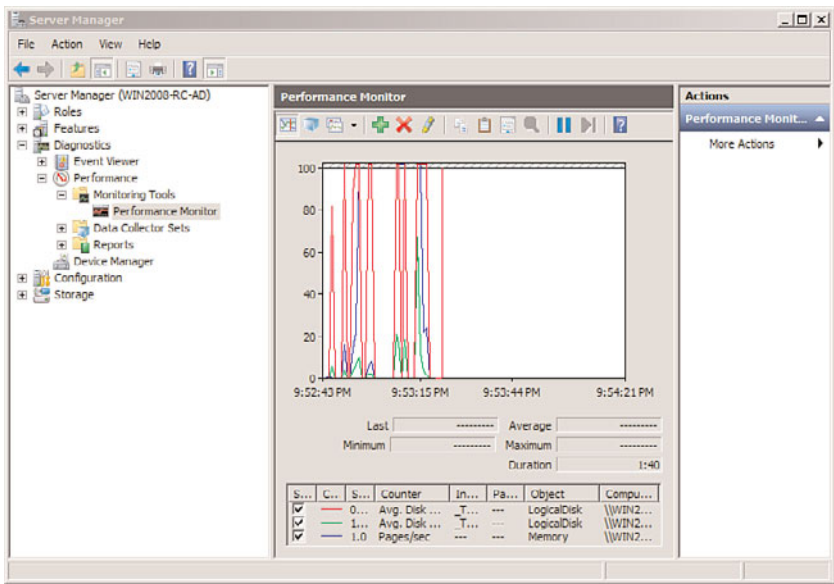 Server Manager
File Action View Help
Server Manager (WIN2008-RC-AD)
Roles
Features
Diagnostics
Event Viewer
Performance
Monitoring Tools
Performance Monitor
Data Collector Sets
Reports
Device Manager
Configuration
Storage
Performance Monitor
100
80
60
40
20
0
9:52:43 PM 9:53:15 PM 9:53:44 PM 9:54:21 PM
Last --------- Average ---------
Minimum --------- Maximum ---------
Duration 1:40
S... C... S... Counter In... Pa... Object Compu...
0... Avg. Disk ... _T... --- LogicalDisk \\WIN2...
1... Avg. Disk ... _T... --- LogicalDisk \\WIN2...
1.0 Pages/sec --- --- Memory \\WIN2...
Actions
Performance Monit...
More Actions